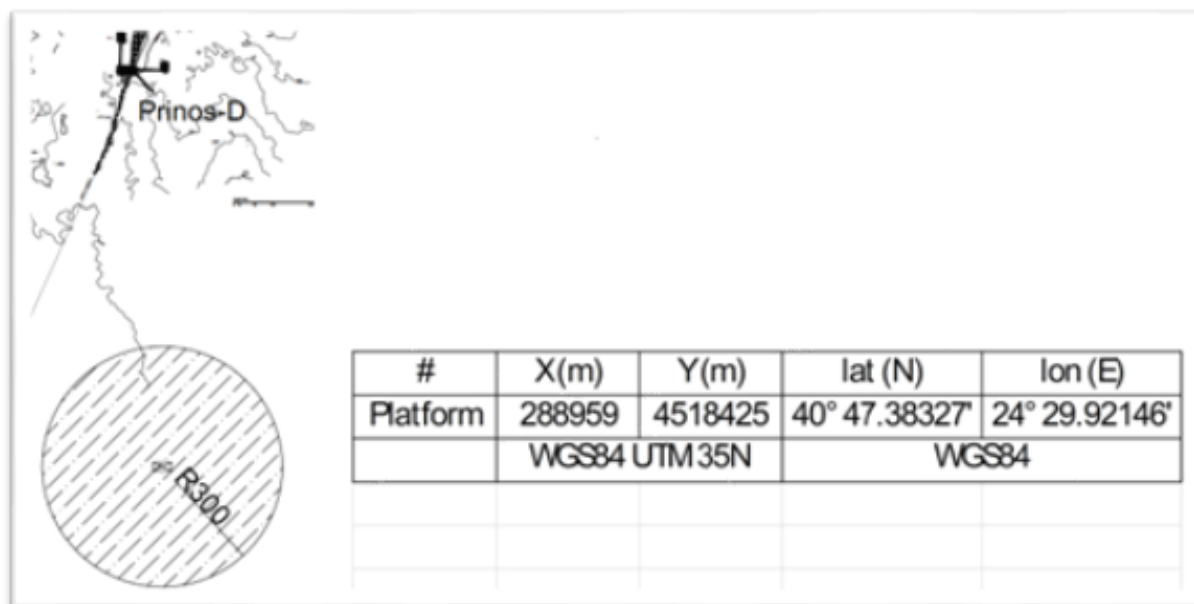 Prinos-D
R300
# X(m) Y(m) lat (N) lon (E)
Platform 288959 4518425 40° 47.38327' 24° 29.92146'
WGS84 UTM 35N WGS84